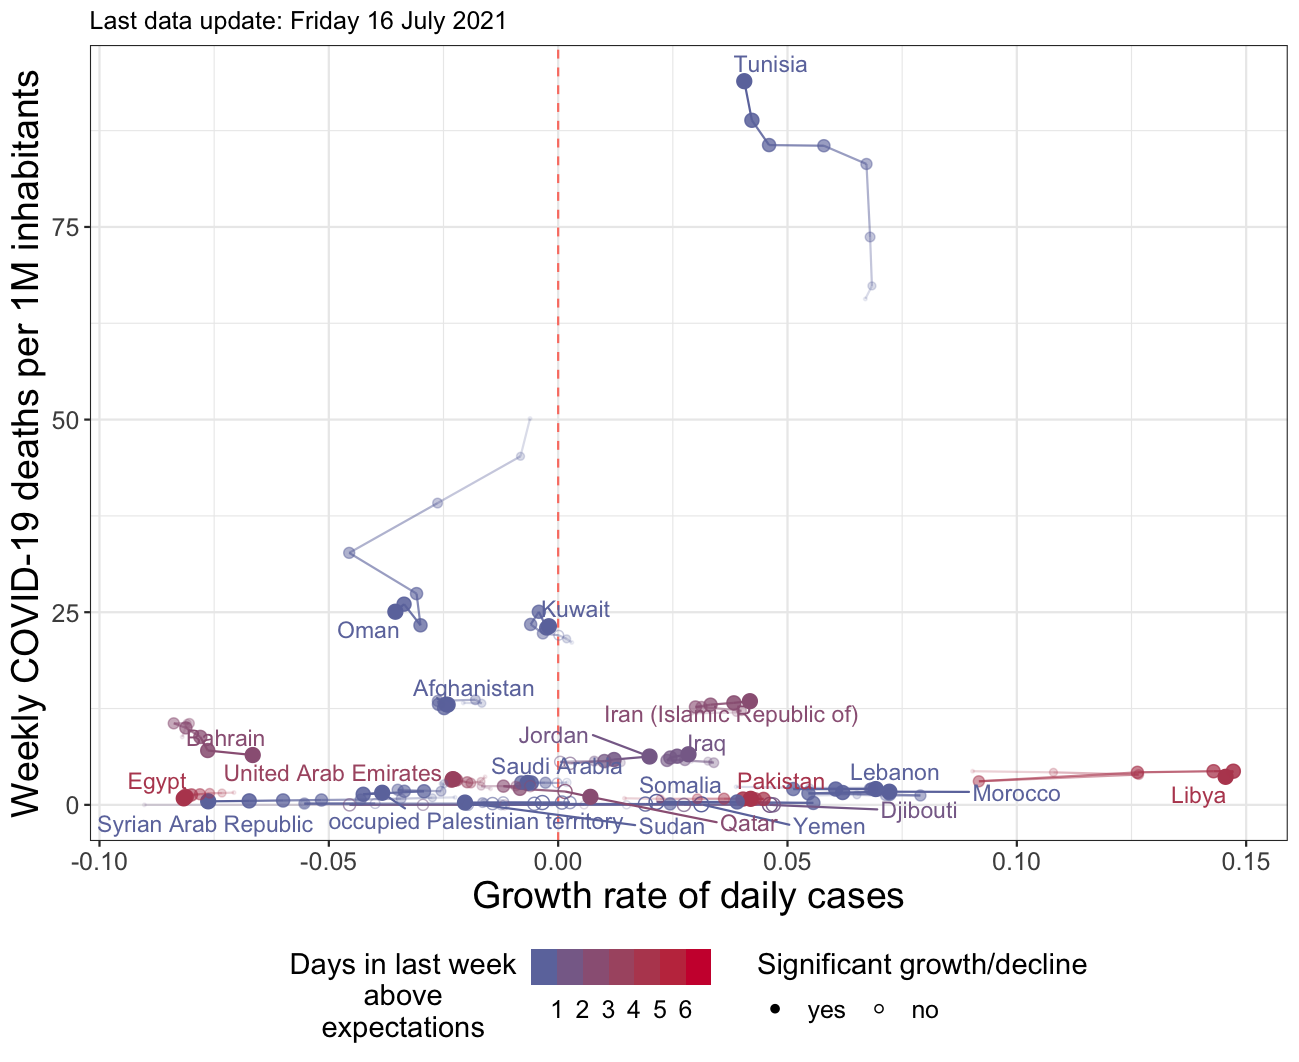 Last data update: Friday 16 July 2021
Weekly COVID-19 deaths per 1M inhabitants
75
50
25
0
Tunisia
Oman
Kuwait
Afghanistan
Iran (Islamic Republic of)
Bahrain
Jordan
Iraq
Egypt
United Arab Emirates
Saudi Arabia
Somalia
Pakistan
Lebanon
Morocco
Libya
Djibouti
Syrian Arab Republic
occupied Palestinian territory
Sudan
Qatar
Yemen
-0.10
-0.05
0.00
0.05
0.10
0.15
Growth rate of daily cases
Days in last week
above
expectations
1 2 3 4 5 6
Significant growth/decline
yes
no